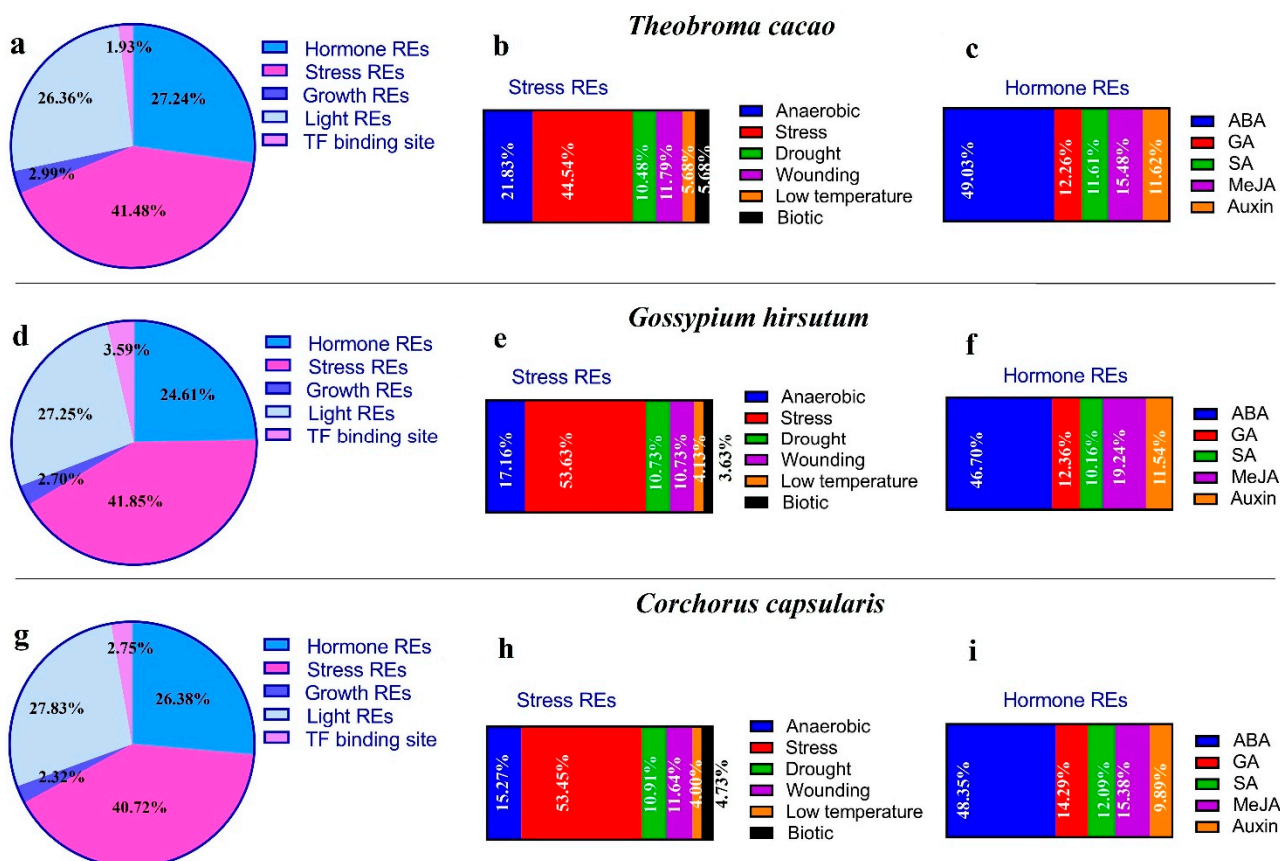 Theobroma cacao
a
1.93%
26.36%
27.24%
2.99%
41.48%
Hormone REs
Stress REs
Growth REs
Light REs
TF binding site
b
Stress REs
21.83%
44.54%
10.48%
11.79%
5.68%
5.68%
Anaerobic
Stress
Drought
Wounding
Low temperature
Biotic
c
Hormone REs
49.03%
12.26%
11.61%
15.48%
11.62%
ABA
GA
SA
MeJA
Auxin
Gossypium hirsutum
d
3.59%
27.25%
24.61%
2.70%
41.85%
Hormone REs
Stress REs
Growth REs
Light REs
TF binding site
e
Stress REs
17.16%
53.63%
10.73%
10.73%
4.13%
3.63%
Anaerobic
Stress
Drought
Wounding
Low temperature
Biotic
f
Hormone REs
46.70%
12.36%
10.16%
19.24%
11.54%
ABA
GA
SA
MeJA
Auxin
Corchorus capsularis
g
2.75%
27.83%
26.38%
2.32%
40.72%
Hormone REs
Stress REs
Growth REs
Light REs
TF binding site
h
Stress REs
15.27%
53.45%
10.91%
11.64%
4.00%
4.73%
Anaerobic
Stress
Drought
Wounding
Low temperature
Biotic
i
Hormone REs
48.35%
14.29%
12.09%
15.38%
9.89%
ABA
GA
SA
MeJA
Auxin